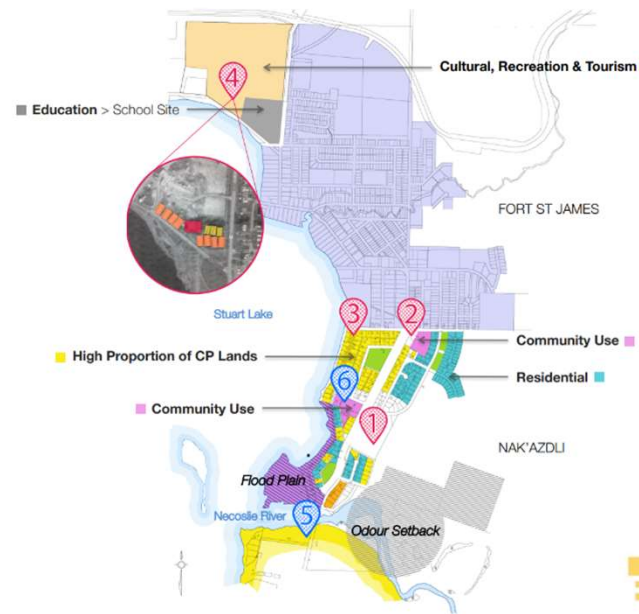 4
Cultural, Recreation & Tourism
Education > School Site
FORT ST JAMES
Stuart Lake
3
2
Community Use
High Proportion of CP Lands
Residential
6
Community Use
1
NAK'AZDLI
Flood Plain
Necoslie River
5
Odour Setback